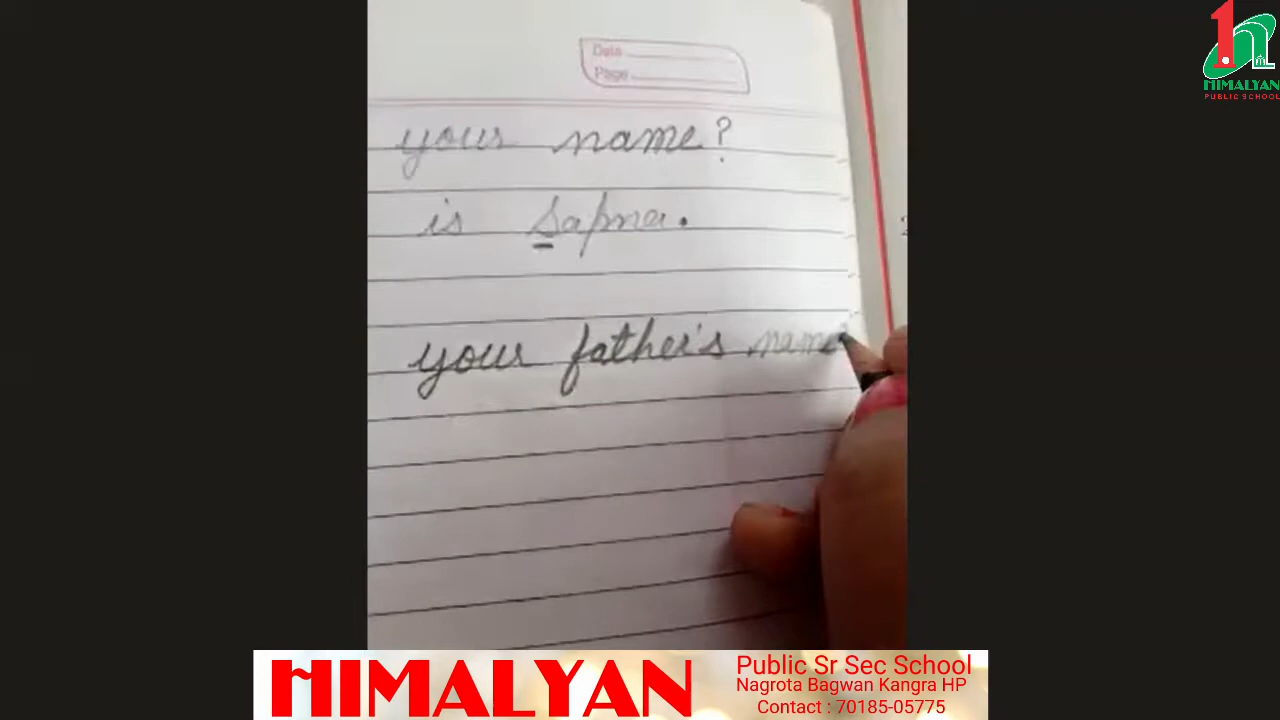 Date
Page
your name?
is Sapna.
your father's name
1
HIMALYAN
PUBLIC SCHOOL
HIMALYAN
Public Sr Sec School
Nagrota Bagwan Kangra HP
Contact : 70185-05775